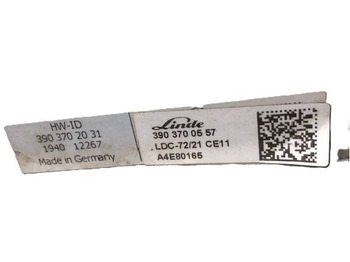 HW-ID
390 370 20 31
1940 12267
Made in Germany
Linde
390 370 05 57
LDC-72/21 CE11
A4E80165